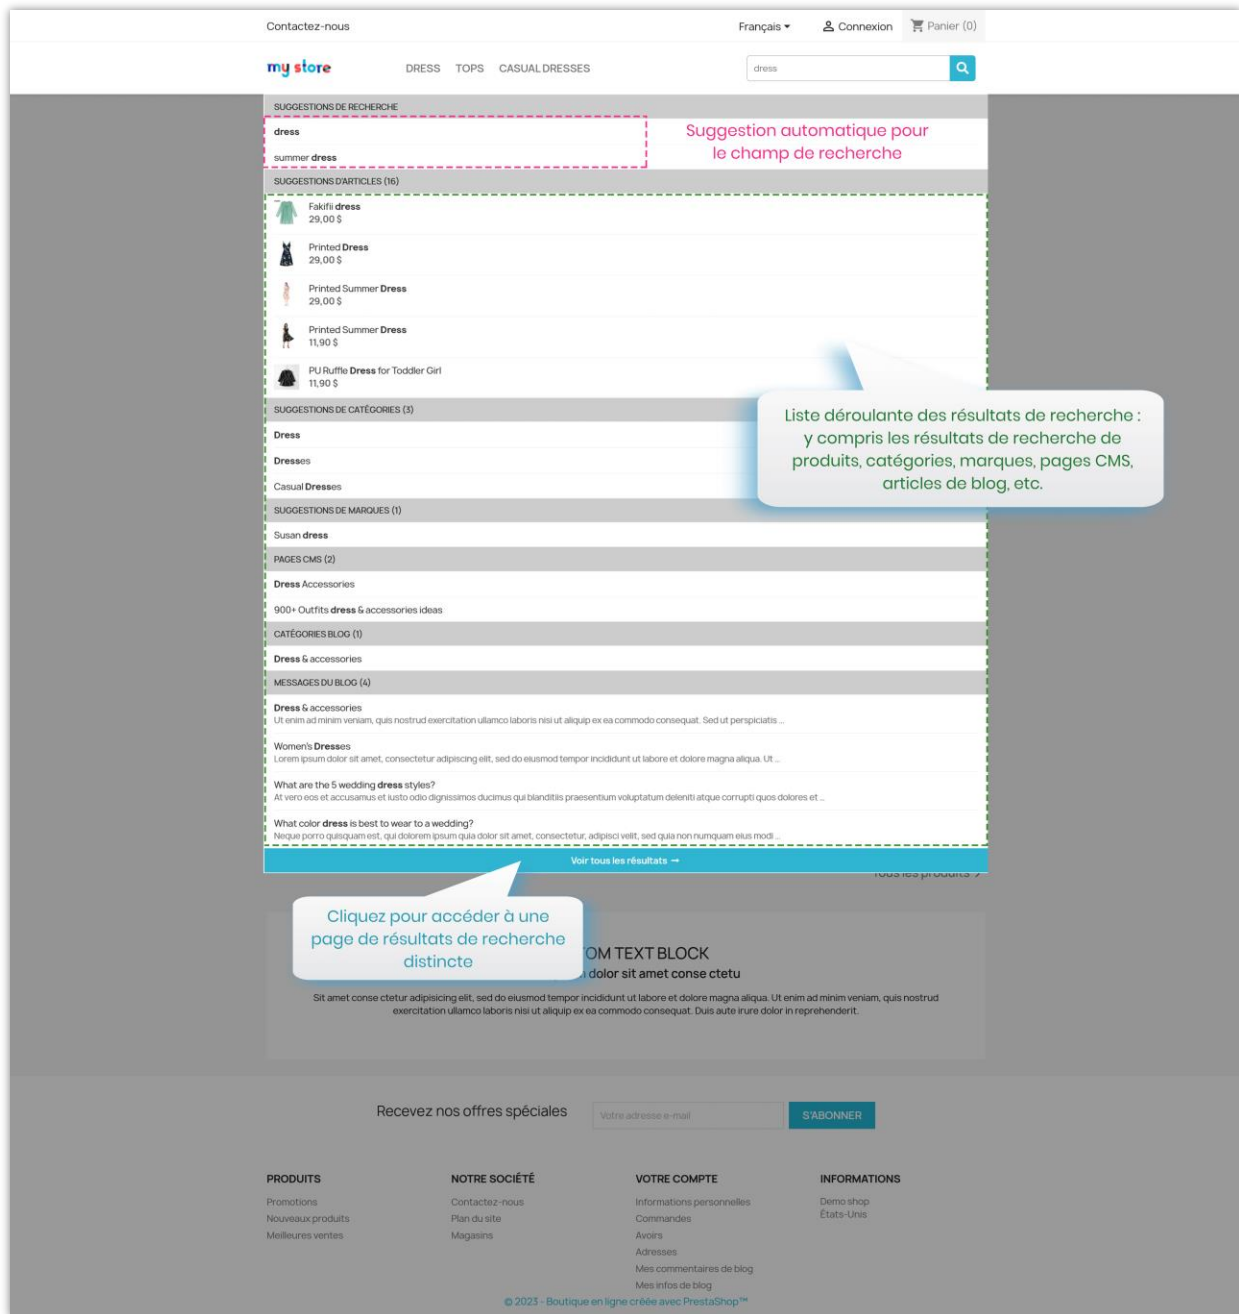 Contactez-nous
Français
Connexion
Panier (0)
my store
DRESS TOPS CASUAL DRESSES
dress
SUGGESTIONS DE RECHERCHE
dress
summer dress
Suggestion automatique pour
le champ de recherche
SUGGESTIONS D'ARTICLES (16)
Fakifii dress
29,00 $
Printed Dress
29,00 $
Printed Summer Dress
29,00 $
Printed Summer Dress
11,90 $
PU Ruffle Dress for Toddler Girl
11,90 $
Liste déroulante des résultats de recherche :
y compris les résultats de recherche de
produits, catégories, marques, pages CMS,
articles de blog, etc.
SUGGESTIONS DE CATÉGORIES (3)
Dress
Dresses
Casual Dresses
SUGGESTIONS DE MARQUES (1)
Susan dress
PAGES CMS (2)
Dress Accessories
900+ Outfits dress & accessories ideas
CATÉGORIES BLOG (1)
Dress & accessories
MESSAGES DU BLOG (4)
Dress & accessories
Ut enim ad minim veniam, quis nostrud exercitation ullamco laboris nisi ut aliquip ex ea commodo consequat. Sed ut perspiciatis ...
Women's Dresses
Lorem ipsum dolor sit amet, consectetur adipiscing elit, sed do eiusmod tempor incididunt ut labore et dolore magna aliqua. Ut ...
What are the 5 wedding dress styles?
At vero eos et accusamus et iusto odio dignissimos ducimus qui blanditiis praesentium voluptatum deleniti atque corrupti quos dolores et ...
What color dress is best to wear to a wedding?
Neque porro quisquam est, qui dolorem ipsum quia dolor sit amet, consectetur, adipisci velit, sed quia non numquam eius modi ...
Voir tous les résultats →
Tous les produits
Cliquez pour accéder à une
page de résultats de recherche
distincte
TOM TEXT BLOCK
dolor sit amet conse ctetu
Sit amet conse ctetur adipisicing elit, sed do eiusmod tempor incididunt ut labore et dolore magna aliqua. Ut enim ad minim veniam, quis nostrud
exercitation ullamco laboris nisi ut aliquip ex ea commodo consequat. Duis aute irure dolor in reprehenderit.
Recevez nos offres spéciales
Votre adresse e-mail
S'ABONNER
PRODUITS
Promotions
Nouveaux produits
Meilleures ventes
NOTRE SOCIÉTÉ
Contactez-nous
Plan du site
Magasins
VOTRE COMPTE
Informations personnelles
Commandes
Avoirs
Adresses
Mes commentaires de blog
Mes infos de blog
INFORMATIONS
Demo shop
États-Unis
© 2023 - Boutique en ligne créée avec PrestaShop™